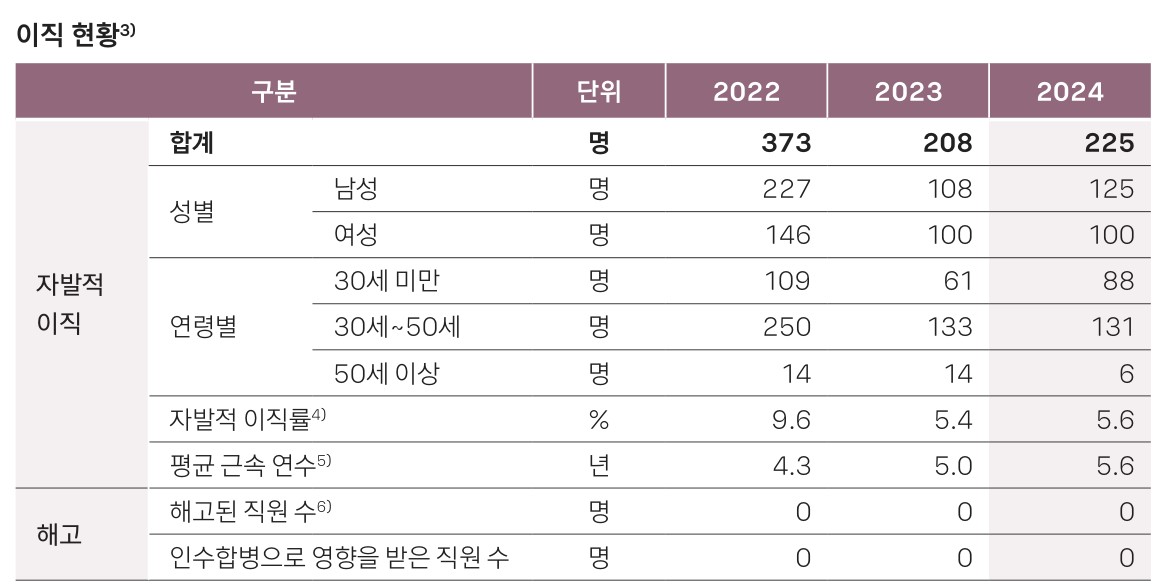 이직 현황3)
구분 단위 2022 2023 2024
합계 명 373 208 225
성별 남성 명 227 108 125
여성 명 146 100 100
자발적 이직
연령별 30세 미만 명 109 61 88
30세~50세 명 250 133 131
50세 이상 명 14 14 6
자발적 이직률4) % 9.6 5.4 5.6
평균 근속 연수5) 년 4.3 5.0 5.6
해고 해고된 직원 수6) 명 0 0 0
인수합병으로 영향을 받은 직원 수 명 0 0 0